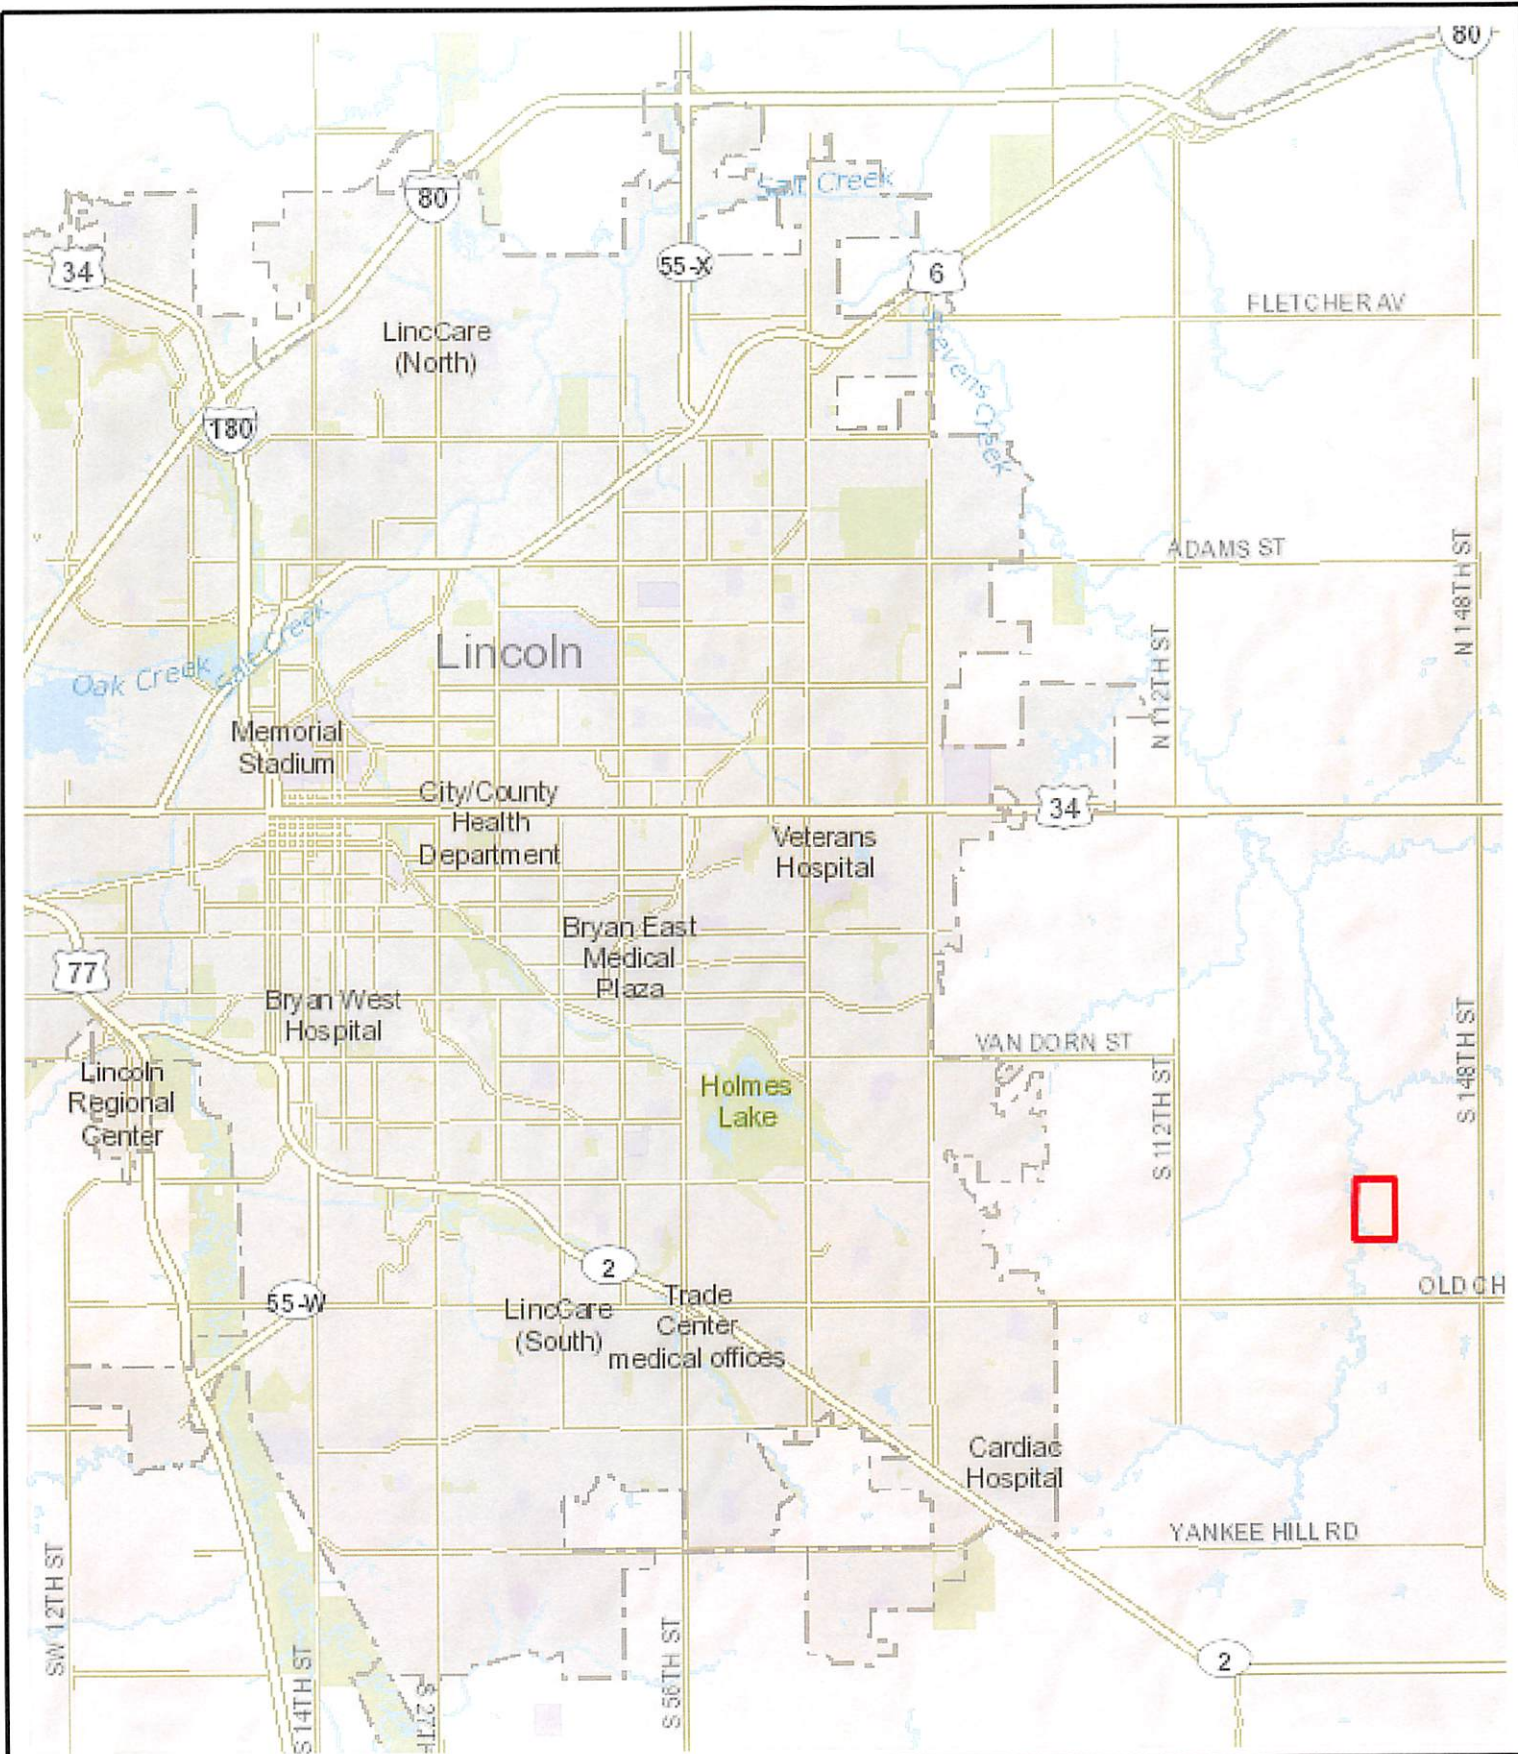 80
80
Salt Creek
34
55-X
6
FLETCHER AV
LincCare
(North)
Stevens Creek
180
ADAMS ST
N 148TH ST
Lincoln
Oak Creek
Salt Creek
N 112TH ST
Memorial
Stadium
City/County
Health
Department
34
Veterans
Hospital
Bryan East
Medical
Plaza
77
Bryan West
Hospital
VAN DORN ST
S 148TH ST
Lincoln
Regional
Center
Holmes
Lake
S 112TH ST
2
OLD CH
55-W
LincCare
(South)
Trade
Center
medical offices
Cardiac
Hospital
YANKEE HILL RD
SW 12TH ST
S 14TH ST
S 27TH
S 56TH ST
2